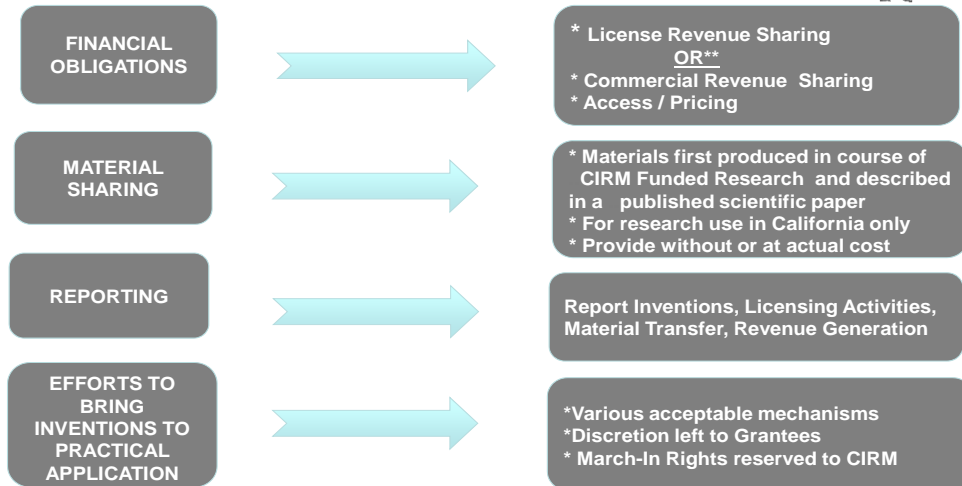 FINANCIAL
OBLIGATIONS
* License Revenue Sharing
OR**
* Commercial Revenue Sharing
* Access / Pricing
MATERIAL
SHARING
* Materials first produced in course of
CIRM Funded Research and described
in a published scientific paper
* For research use in California only
* Provide without or at actual cost
REPORTING
Report Inventions, Licensing Activities,
Material Transfer, Revenue Generation
EFFORTS TO
BRING
INVENTIONS TO
PRACTICAL
APPLICATION
*Various acceptable mechanisms
*Discretion left to Grantees
* March-In Rights reserved to CIRM